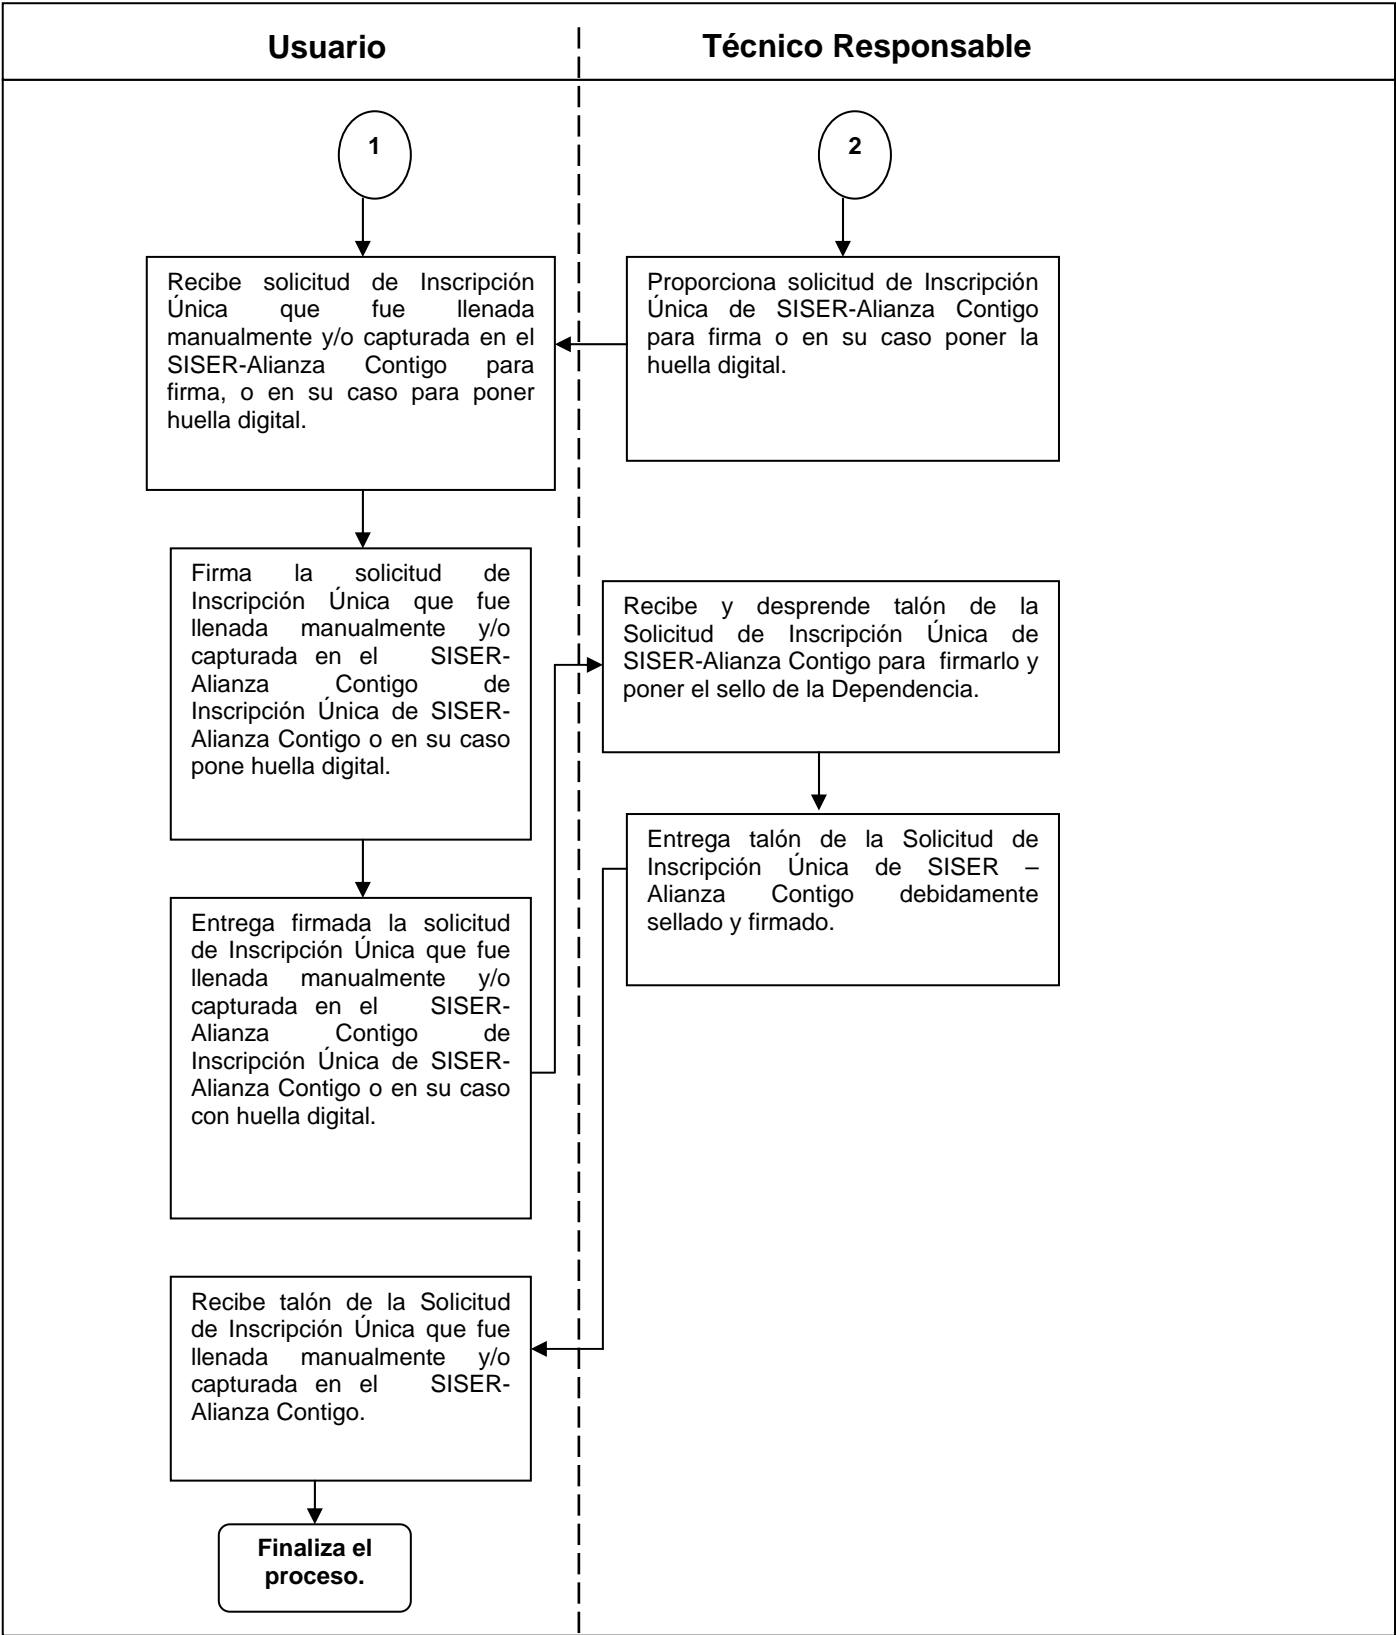 Usuario
Técnico Responsable
1
2
Recibe solicitud de Inscripción
Única que fue llenada
manualmente y/o capturada en el
SISER-Alianza Contigo para
firma, o en su caso para poner
huella digital.
Proporciona solicitud de Inscripción
Única de SISER-Alianza Contigo
para firma o en su caso poner la
huella digital.
Firma la solicitud de
Inscripción Única que fue
llenada manualmente y/o
capturada en el SISER-
Alianza Contigo de
Inscripción Única de SISER-
Alianza Contigo o en su caso
pone huella digital.
Recibe y desprende talón de la
Solicitud de Inscripción Única de
SISER-Alianza Contigo para firmarlo y
poner el sello de la Dependencia.
Entrega talón de la Solicitud de
Inscripción Única de SISER –
Alianza Contigo debidamente
sellado y firmado.
Entrega firmada la solicitud
de Inscripción Única que fue
llenada manualmente y/o
capturada en el SISER-
Alianza Contigo de
Inscripción Única de SISER-
Alianza Contigo o en su caso
con huella digital.
Recibe talón de la Solicitud
de Inscripción Única que fue
llenada manualmente y/o
capturada en el SISER-
Alianza Contigo.
Finaliza el
proceso.